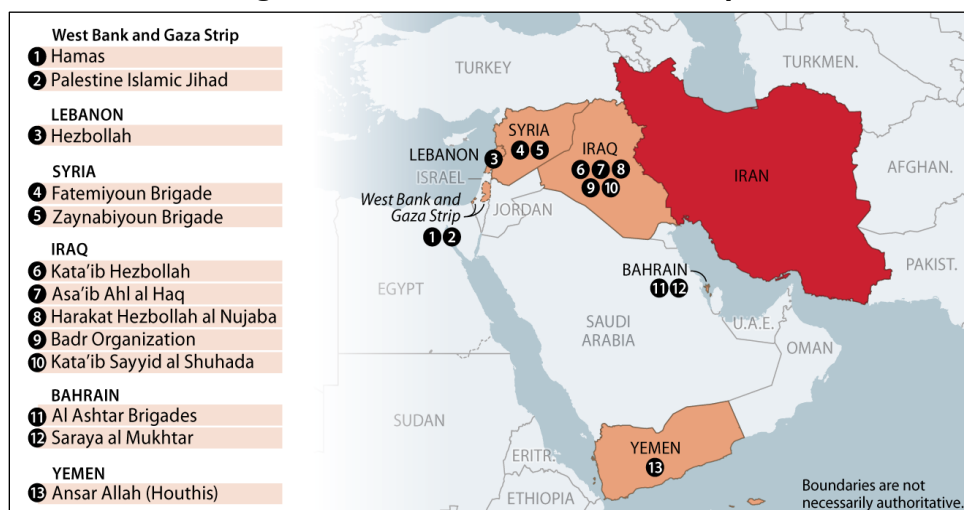 West Bank and Gaza Strip
1 Hamas
2 Palestine Islamic Jihad
LEBANON
3 Hezbollah
SYRIA
4 Fatemiyoun Brigade
5 Zaynabiyoun Brigade
IRAQ
6 Kata’ib Hezbollah
7 Asa’ib Ahl al Haq
8 Harakat Hezbollah al Nujaba
9 Badr Organization
10 Kata’ib Sayyid al Shuhada
BAHRAIN
11 Al Ashtar Brigades
12 Saraya al Mukhtar
YEMEN
13 Ansar Allah (Houthis)
TURKEY
TURKMEN.
SYRIA
4 5
LEBANON 3
IRAQ
6 7 8
9 10
IRAN
AFGHAN.
ISRAEL
West Bank and
Gaza Strip
1 2
JORDAN
PAKIST.
BAHRAIN
11 12
EGYPT
SAUDI
ARABIA
U.A.E.
OMAN
SUDAN
YEMEN
13
ERITR.
ETHIOPIA
Boundaries are not
necessarily authoritative.